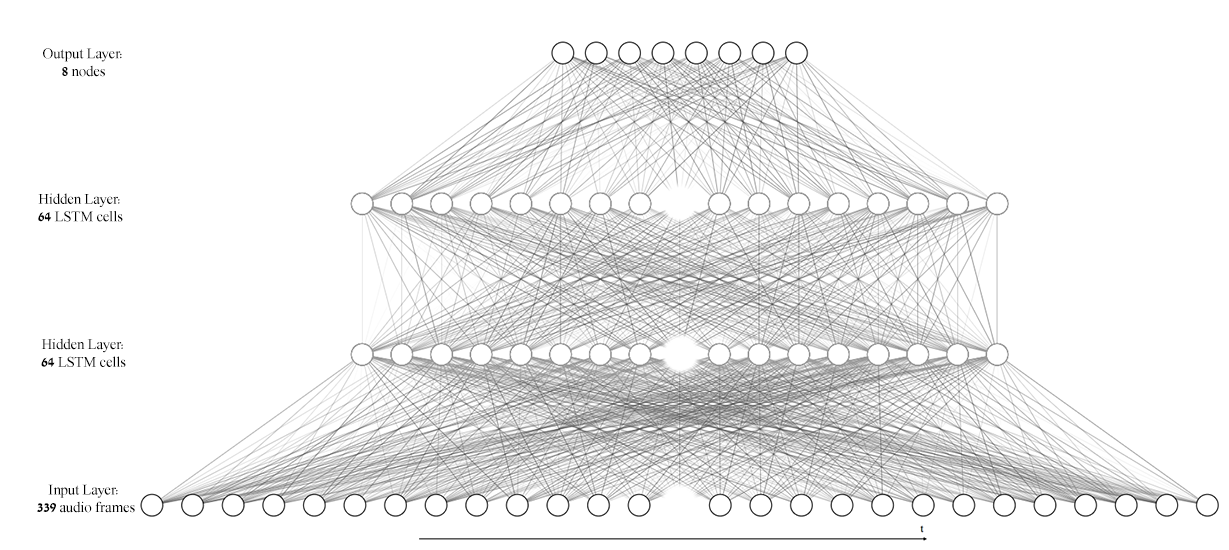 Output Layer:
8 nodes
Hidden Layer:
64 LSTM cells
Hidden Layer:
64 LSTM cells
Input Layer:
339 audio frames
t